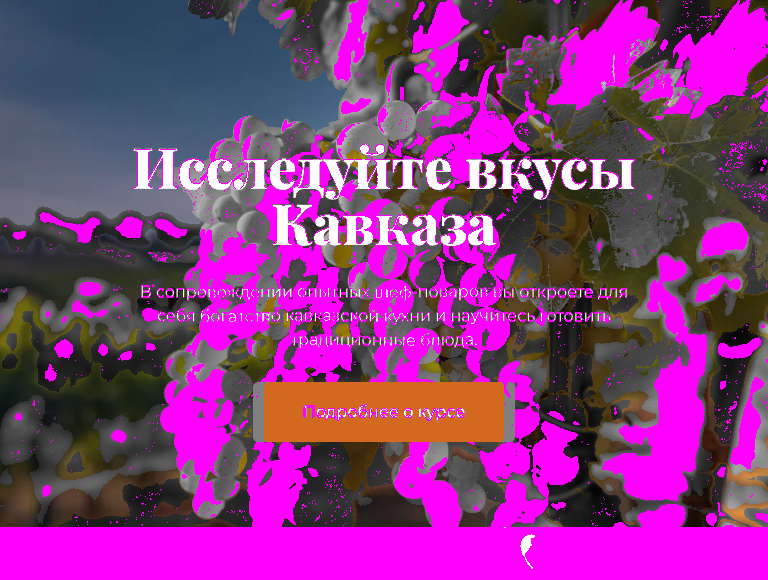 Исследуйте вкусы
Кавказа
В сопровождении опытных шеф-поваров вы откроете для
себя богатство кавказской кухни и научитесь готовить
традиционные блюда.
Подробнее о курсе